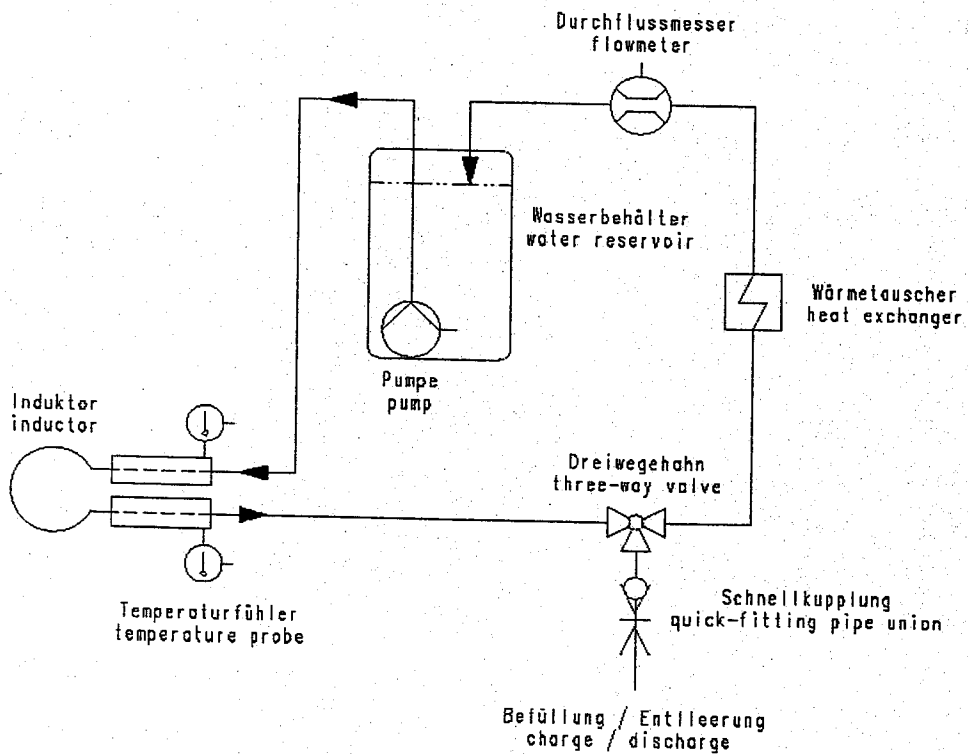 Durchflussmesser
flowmeter
Wasserbehälter
water reservoir
Wärmetauscher
heat exchanger
Pumpe
pump
Induktor
inductor
Dreiwegehahn
three-way valve
Temperaturfühler
temperature probe
Schnellkupplung
quick-fitting pipe union
Befüllung / Entlleerung
charge / discharge